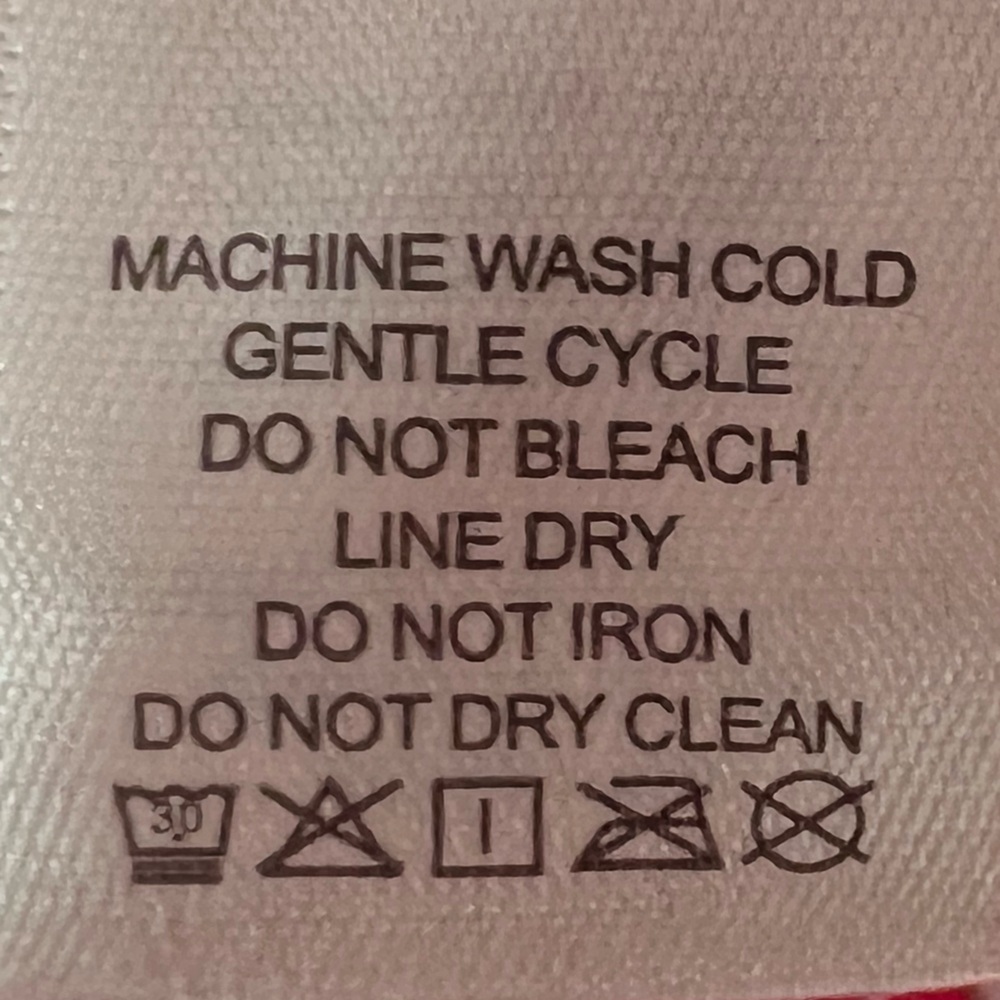 MACHINE WASH COLD
GENTLE CYCLE
DO NOT BLEACH
LINE DRY
DO NOT IRON
DO NOT DRY CLEAN
30